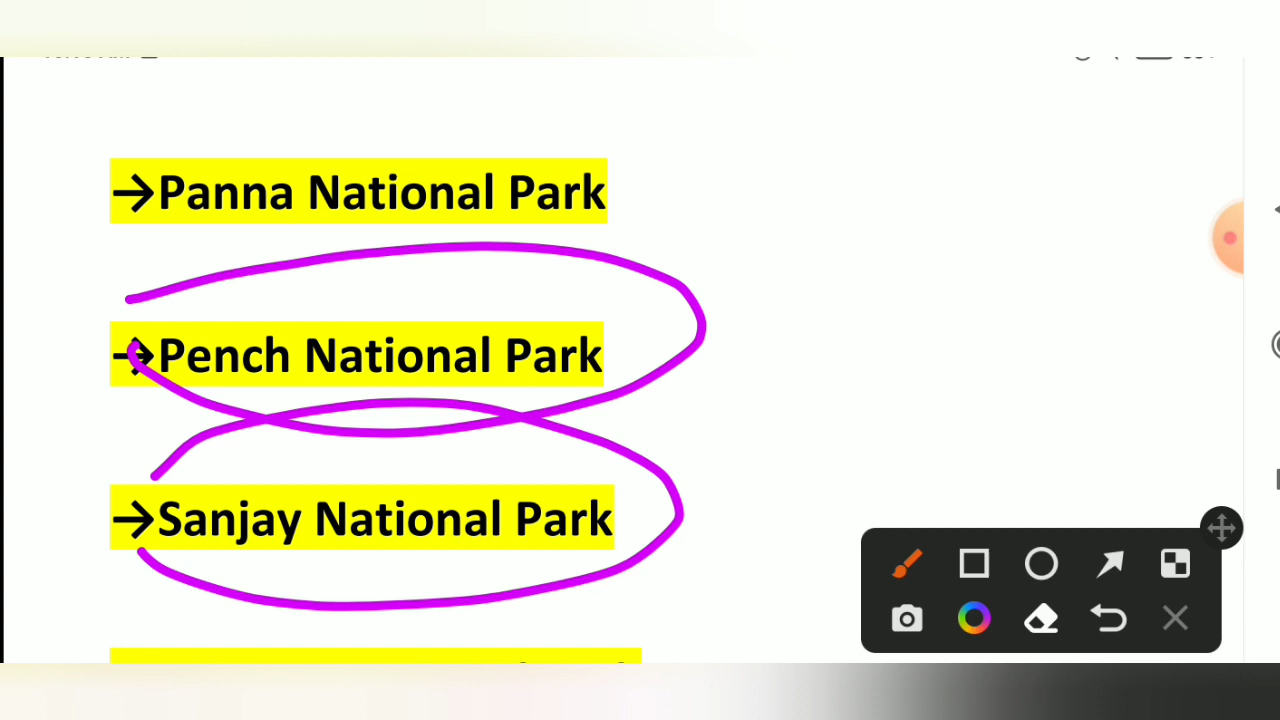 →Panna National Park
→Pench National Park
→Sanjay National Park